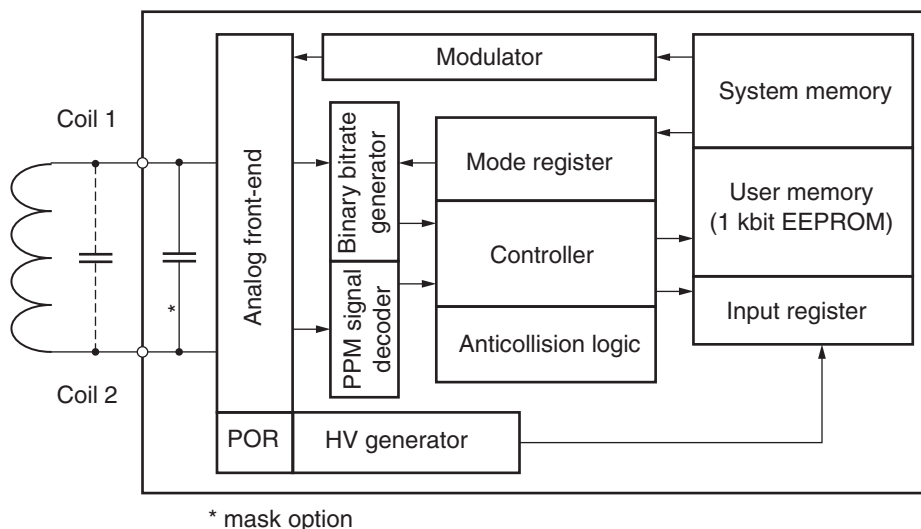 Modulator
System memory
Coil 1
Analog front-end
Binary bitrate
generator
Mode register
User memory
(1 kbit EEPROM)
Controller
*
PPM signal
decoder
Input register
Anticollision logic
Coil 2
POR
HV generator
* mask option